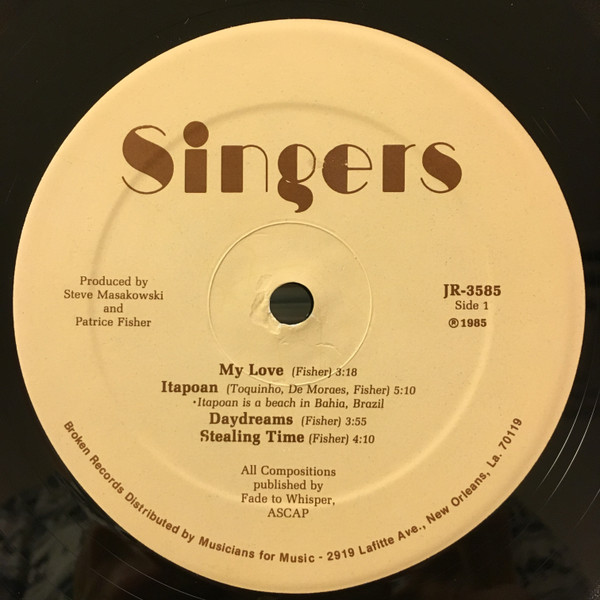 Singers
Produced by
Steve Masakowski
and
Patrice Fisher
JR-3585
Side 1
℗1985
My Love (Fisher) 3:18
Itapoan (Toquinho, De Moraes, Fisher) 5:10
•Itapoan is a beach in Bahia, Brazil
Daydreams (Fisher) 3:55
Stealing Time (Fisher) 4:10
All Compositions
published by
Fade to Whisper,
ASCAP
Broken Records Distributed by Musicians for Music - 2919 Lafitte Ave., New Orleans, La. 70119